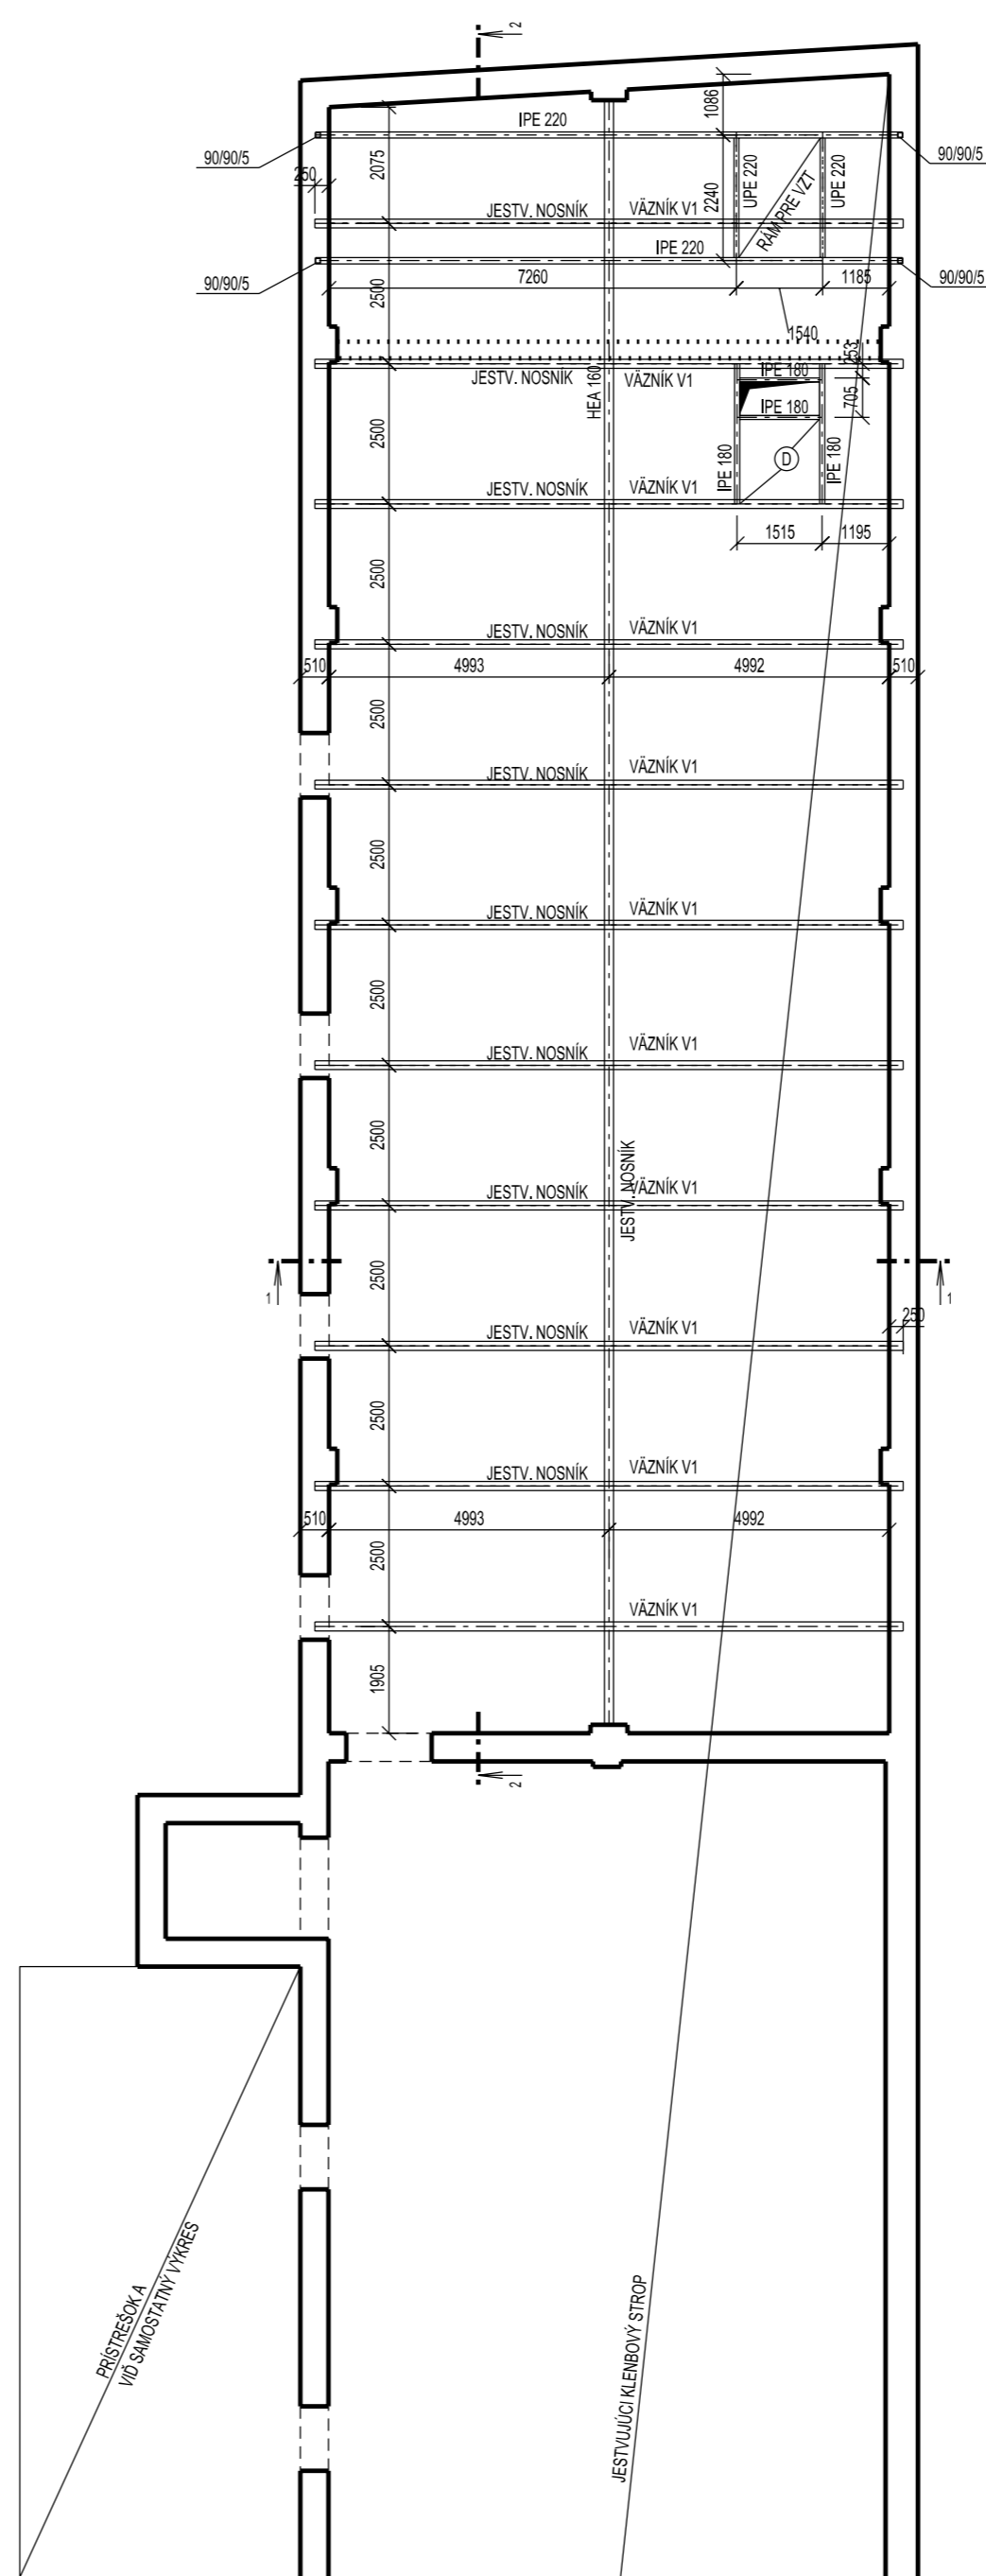 2
1086
IPE 220
90/90/5
90/90/5
2075
250
2240
UPE 220
UPE 220
RÁM PRE VZT
JESTV. NOSNÍK
VÄZNÍK V1
IPE 220
90/90/5
90/90/5
7260
1185
2500
1540
253
IPE 180
JESTV. NOSNÍK
VÄZNÍK V1
HEA 160
IPE 180
705
2500
D
IPE 180
IPE 180
JESTV. NOSNÍK
VÄZNÍK V1
1515
1195
2500
JESTV. NOSNÍK
VÄZNÍK V1
510
4993
4992
510
2500
JESTV. NOSNÍK
VÄZNÍK V1
2500
JESTV. NOSNÍK
VÄZNÍK V1
2500
JESTV. NOSNÍK
VÄZNÍK V1
2500
JESTV. NOSNÍK
JESTV. NOSNÍK
VÄZNÍK V1
2500
1
1
250
JESTV. NOSNÍK
VÄZNÍK V1
2500
JESTV. NOSNÍK
VÄZNÍK V1
510
4993
4992
2500
VÄZNÍK V1
1905
2
PRÍSTREŠOK A
VIĎ SAMOSTATNÝ VÝKRES
JESTVUJÚCI KLENBOVÝ STROP